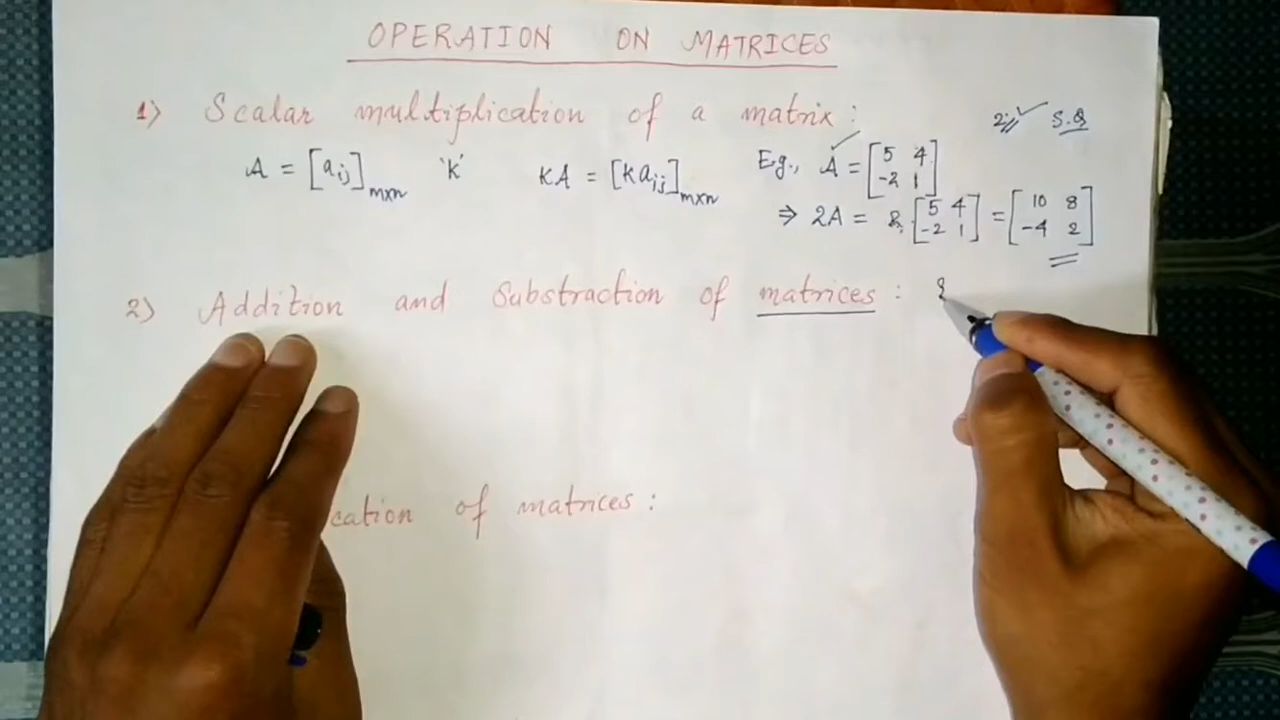 OPERATION ON MATRICES
1) Scalar multiplication of a matrix :
2 S.Q
A = [aij]mxn 'K' KA = [kaij]mxn Eg., A = [5 4 -2 1]
⇒ 2A = 2. [5 4 -2 1] = [10 8 -4 2]
2) Addition and Substraction of matrices :
cation of matrices :